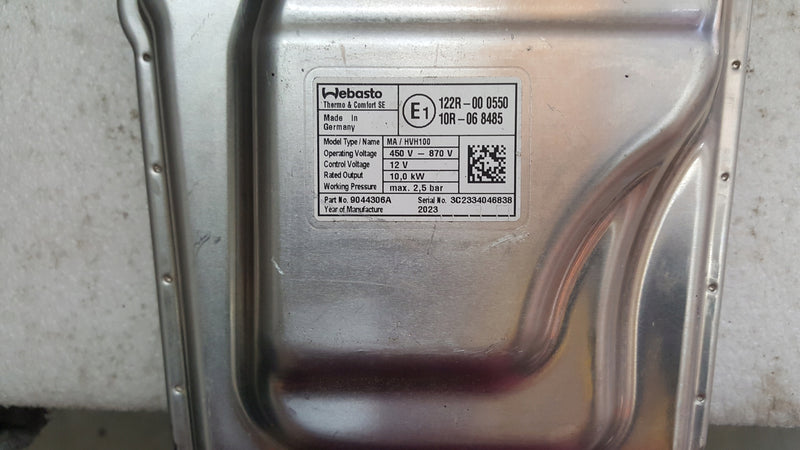 Webasto
Thermo & Comfort SE
Made In
Germany
E1
122R-00 0550
10R-06 8485
Model Type / Name MA / HVH100
Operating Voltage 450 V - 870 V
Control Voltage 12 V
Rated Output 10,0 kW
Working Pressure max. 2,5 bar
Part No. 9044306A Serial No. 3C2334046838
Year of Manufacture 2023